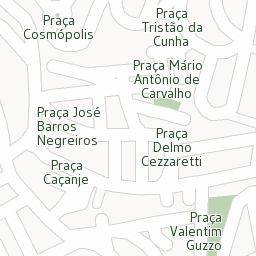 Praça
Cosmópolis
Praça
Tristão da
Cunha
Praça Mário
Antônio de
Carvalho
Praça José
Barros
Negreiros
Praça
Delmo
Cezzaretti
Praça
Caçanje
Praça
Valentim
Guzzo